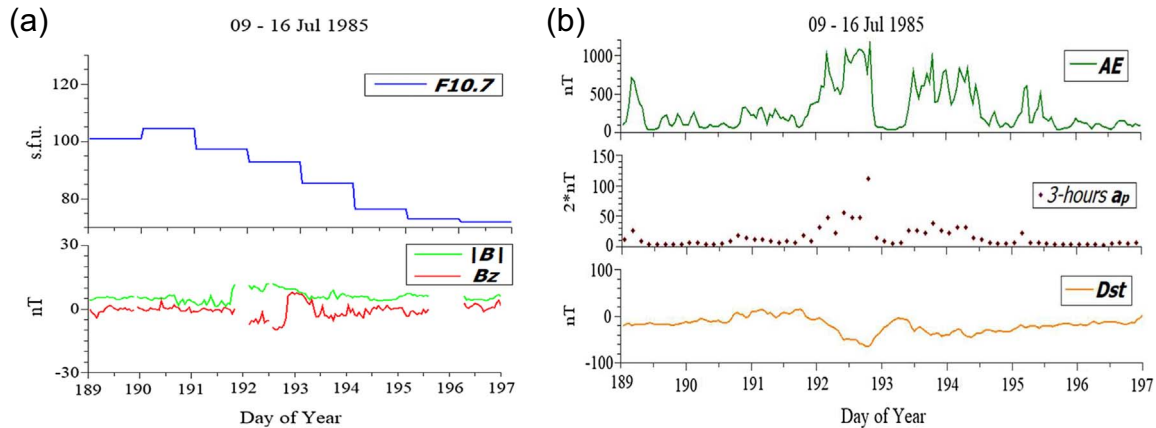 (a)
09 - 16 Jul 1985
s.f.u.
120
100
80
F10.7
nT
30
0
-30
|B|
Bz
189 190 191 192 193 194 195 196 197
Day of Year
(b)
09 - 16 Jul 1985
nT
1000
500
0
AE
2*nT
150
100
50
0
3-hours ap
nT
100
0
-100
Dst
189 190 191 192 193 194 195 196 197
Day of Year